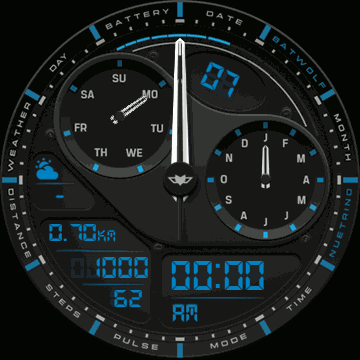 BATTERY
DATE
BATWOLF
DAY
MONTH
WEATHER
NUETRINO
DISTANCE
TIME
STEPS
PULSE
MODE
07
SU
MO
TU
WE
TH
FR
SA
J
F
M
A
M
J
J
A
S
O
N
D
-
0.70KM
1000
62
00:00
AM